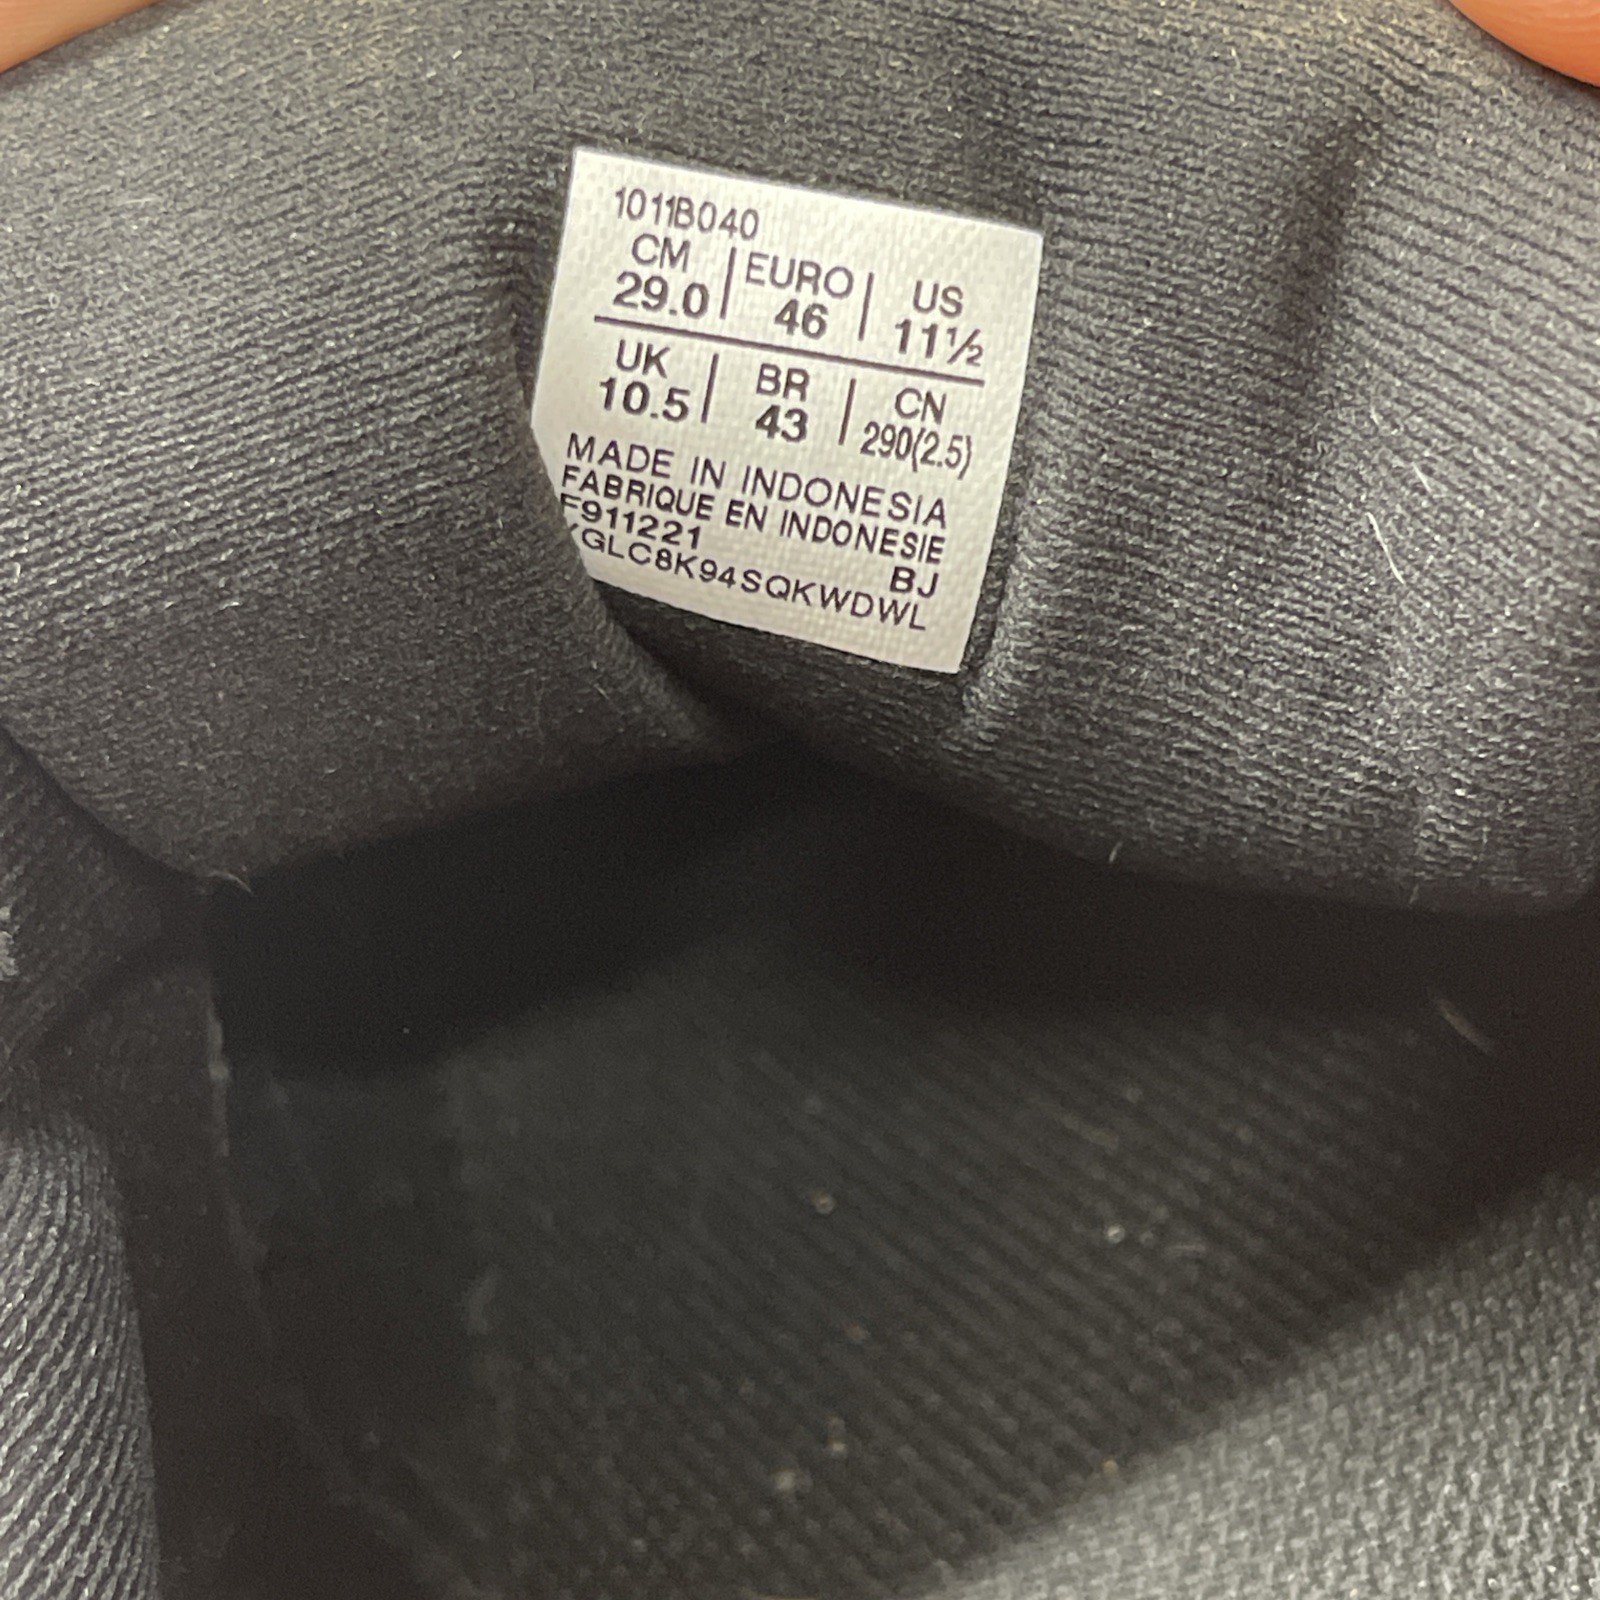 1011B040
CM | EURO | US
29.0 | 46 | 11½
UK | BR | CN
10.5 | 43 | 290(2.5)
MADE IN INDONESIA
FABRIQUE EN INDONESIE
F911221
BJ
YGLC8K94SQKWDWL